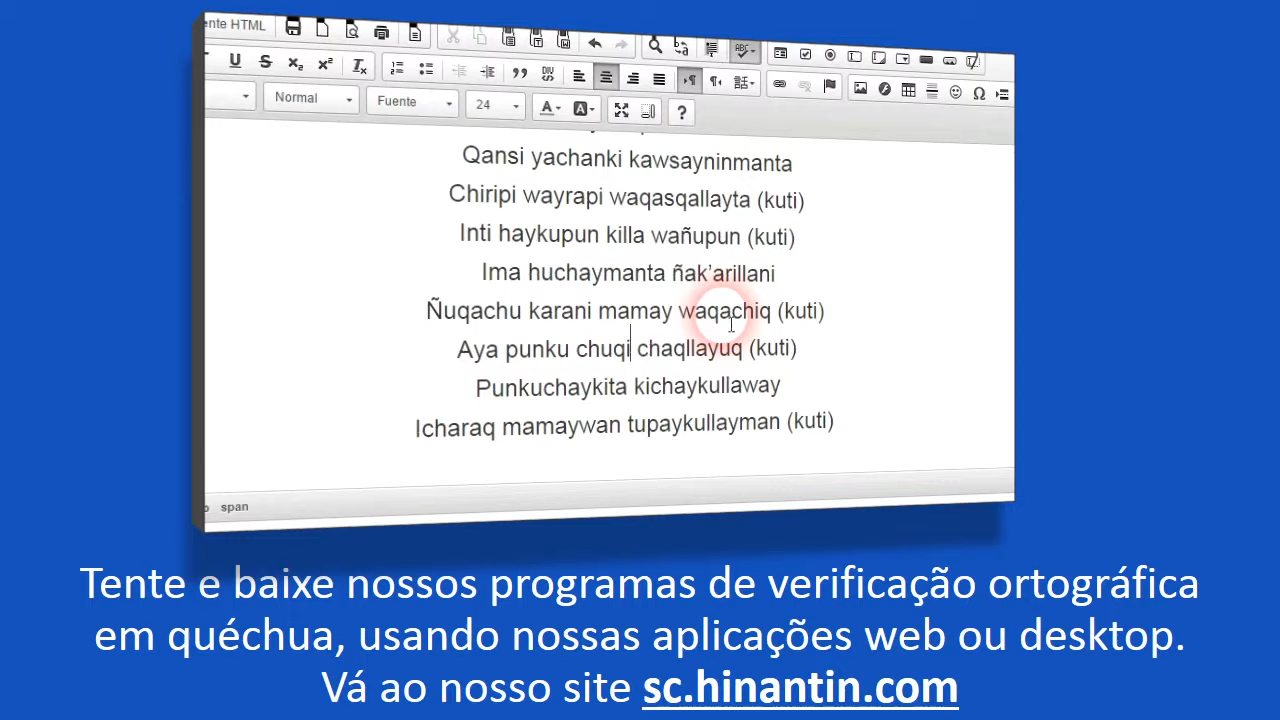 ente HTML
Normal Fuente 24
Qansi yachanki kawsayninmanta
Chiripi wayrapi waqasqallayta (kuti)
Inti haykupun killa wañupun (kuti)
Ima huchaymanta ñak'arillani
Ñuqachu karani mamay waqachiq (kuti)
Aya punku chuqi chaqllayuq (kuti)
Punkuchaykita kichaykullaway
Icharaq mamaywan tupaykullayman (kuti)
span
Tente e baixe nossos programas de verificação ortográfica
em quéchua, usando nossas aplicações web ou desktop.
Vá ao nosso site sc.hinantin.com